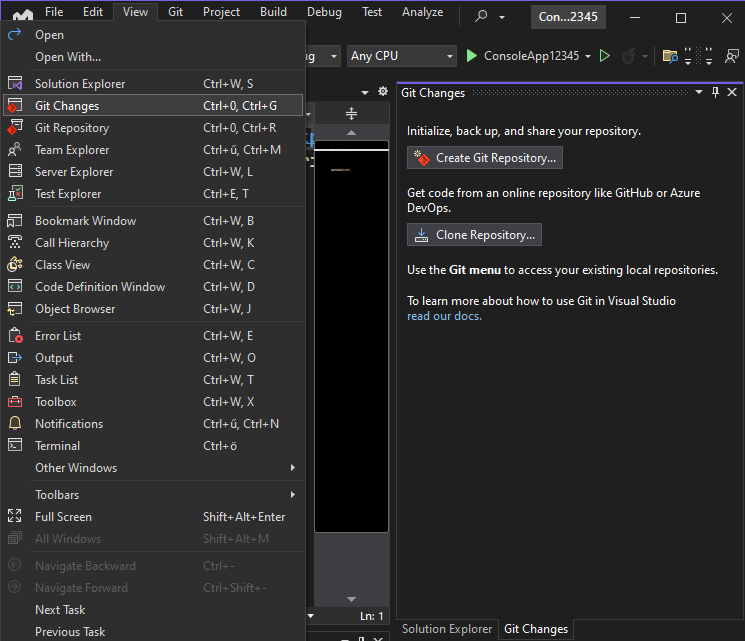 File Edit View Git Project Build Debug Test Analyze Con...2345
Open
Open With...
Solution Explorer Ctrl+W, S
Git Changes Ctrl+0, Ctrl+G
Git Repository Ctrl+0, Ctrl+R
Team Explorer Ctrl+ű, Ctrl+M
Server Explorer Ctrl+W, L
Test Explorer Ctrl+E, T
Bookmark Window Ctrl+W, B
Call Hierarchy Ctrl+W, K
Class View Ctrl+W, C
Code Definition Window Ctrl+W, D
Object Browser Ctrl+W, J
Error List Ctrl+W, E
Output Ctrl+W, O
Task List Ctrl+W, T
Toolbox Ctrl+W, X
Notifications Ctrl+ű, Ctrl+N
Terminal Ctrl+ö
Other Windows
Toolbars
Full Screen Shift+Alt+Enter
All Windows Shift+Alt+M
Navigate Backward Ctrl+-
Navigate Forward Ctrl+Shift+-
Next Task
Previous Task
Any CPU ConsoleApp12345
Ln: 1
Git Changes
Initialize, back up, and share your repository.
Create Git Repository...
Get code from an online repository like GitHub or Azure
DevOps.
Clone Repository...
Use the Git menu to access your existing local repositories.
To learn more about how to use Git in Visual Studio
read our docs.
Solution Explorer Git Changes